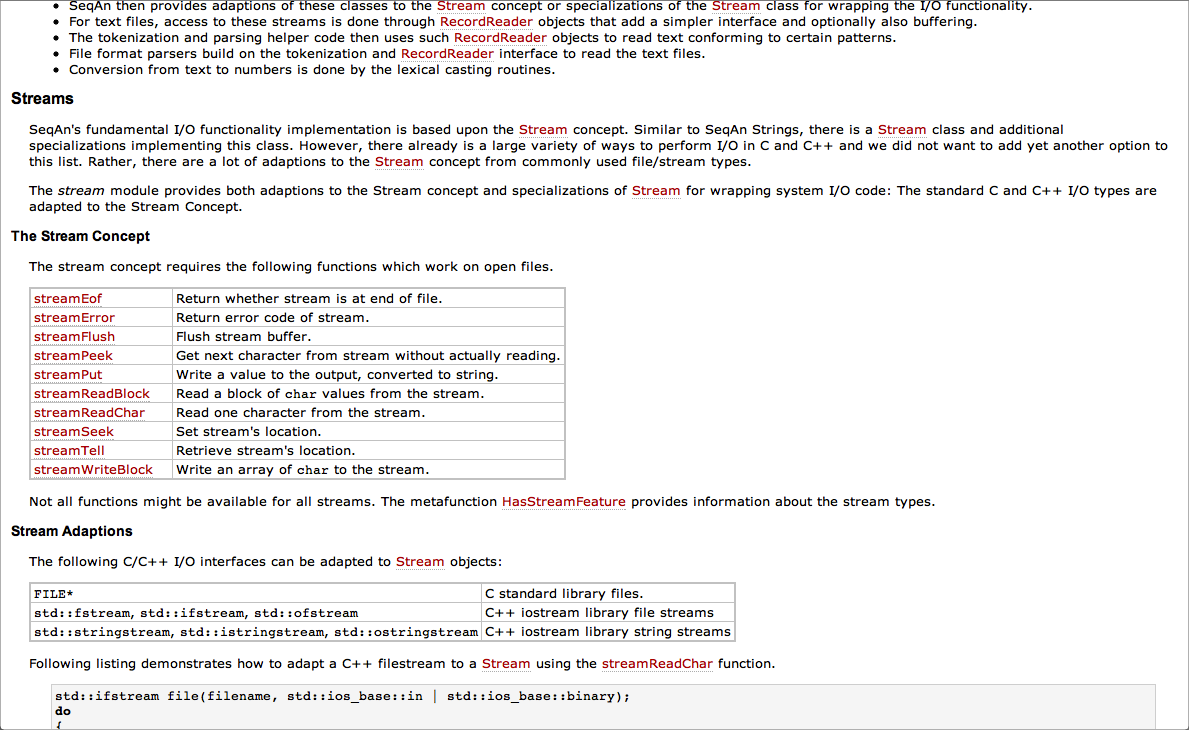 • SeqAn then provides adaptions of these classes to the Stream concept or specializations of the Stream class for wrapping the I/O functionality.
• For text files, access to these streams is done through RecordReader objects that add a simpler interface and optionally also buffering.
• The tokenization and parsing helper code then uses such RecordReader objects to read text conforming to certain patterns.
• File format parsers build on the tokenization and RecordReader interface to read the text files.
• Conversion from text to numbers is done by the lexical casting routines.
Streams
SeqAn's fundamental I/O functionality implementation is based upon the Stream concept. Similar to SeqAn Strings, there is a Stream class and additional
specializations implementing this class. However, there already is a large variety of ways to perform I/O in C and C++ and we did not want to add yet another option to
this list. Rather, there are a lot of adaptions to the Stream concept from commonly used file/stream types.
The stream module provides both adaptions to the Stream concept and specializations of Stream for wrapping system I/O code: The standard C and C++ I/O types are
adapted to the Stream Concept.
The Stream Concept
The stream concept requires the following functions which work on open files.
streamEof Return whether stream is at end of file.
streamError Return error code of stream.
streamFlush Flush stream buffer.
streamPeek Get next character from stream without actually reading.
streamPut Write a value to the output, converted to string.
streamReadBlock Read a block of char values from the stream.
streamReadChar Read one character from the stream.
streamSeek Set stream's location.
streamTell Retrieve stream's location.
streamWriteBlock Write an array of char to the stream.
Not all functions might be available for all streams. The metafunction HasStreamFeature provides information about the stream types.
Stream Adaptions
The following C/C++ I/O interfaces can be adapted to Stream objects:
FILE* C standard library files.
std::fstream, std::ifstream, std::ofstream C++ iostream library file streams
std::stringstream, std::istringstream, std::ostringstream C++ iostream library string streams
Following listing demonstrates how to adapt a C++ filestream to a Stream using the streamReadChar function.
std::ifstream file(filename, std::ios_base::in | std::ios_base::binary);
do
{